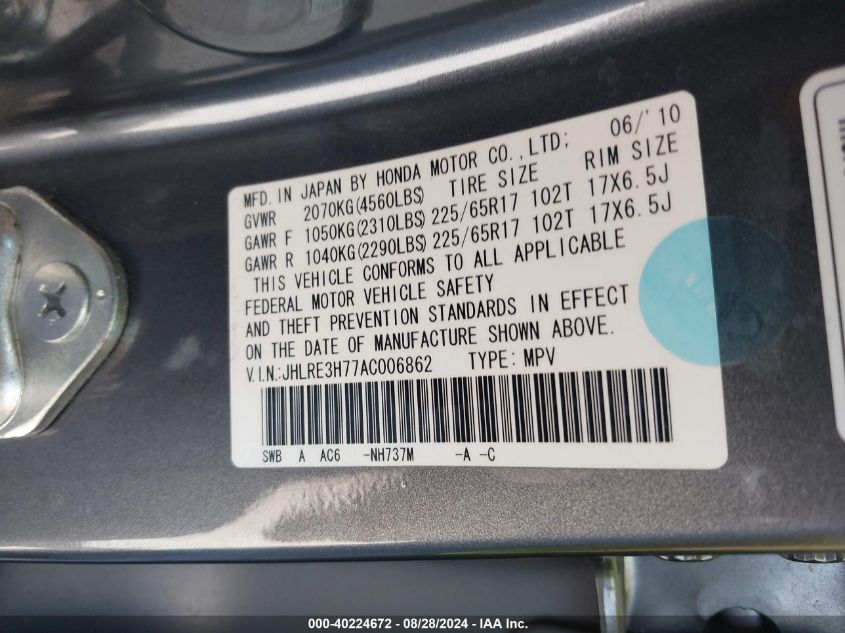 MFD. IN JAPAN BY HONDA MOTOR CO.,LTD; 06/'10
GVWR 2070KG(4560LBS) TIRE SIZE RIM SIZE
GAWR F 1050KG(2310LBS) 225/65R17 102T 17X6.5J
GAWR R 1040KG(2290LBS) 225/65R17 102T 17X6.5J
THIS VEHICLE CONFORMS TO ALL APPLICABLE
FEDERAL MOTOR VEHICLE SAFETY
AND THEFT PREVENTION STANDARDS IN EFFECT
ON THE DATE OF MANUFACTURE SHOWN ABOVE.
V.I.N.:JHLRE3H77AC006862 TYPE: MPV
SWB A AC6 -NH737M -A -C
000-40224672 - 08/28/2024 - IAA Inc.